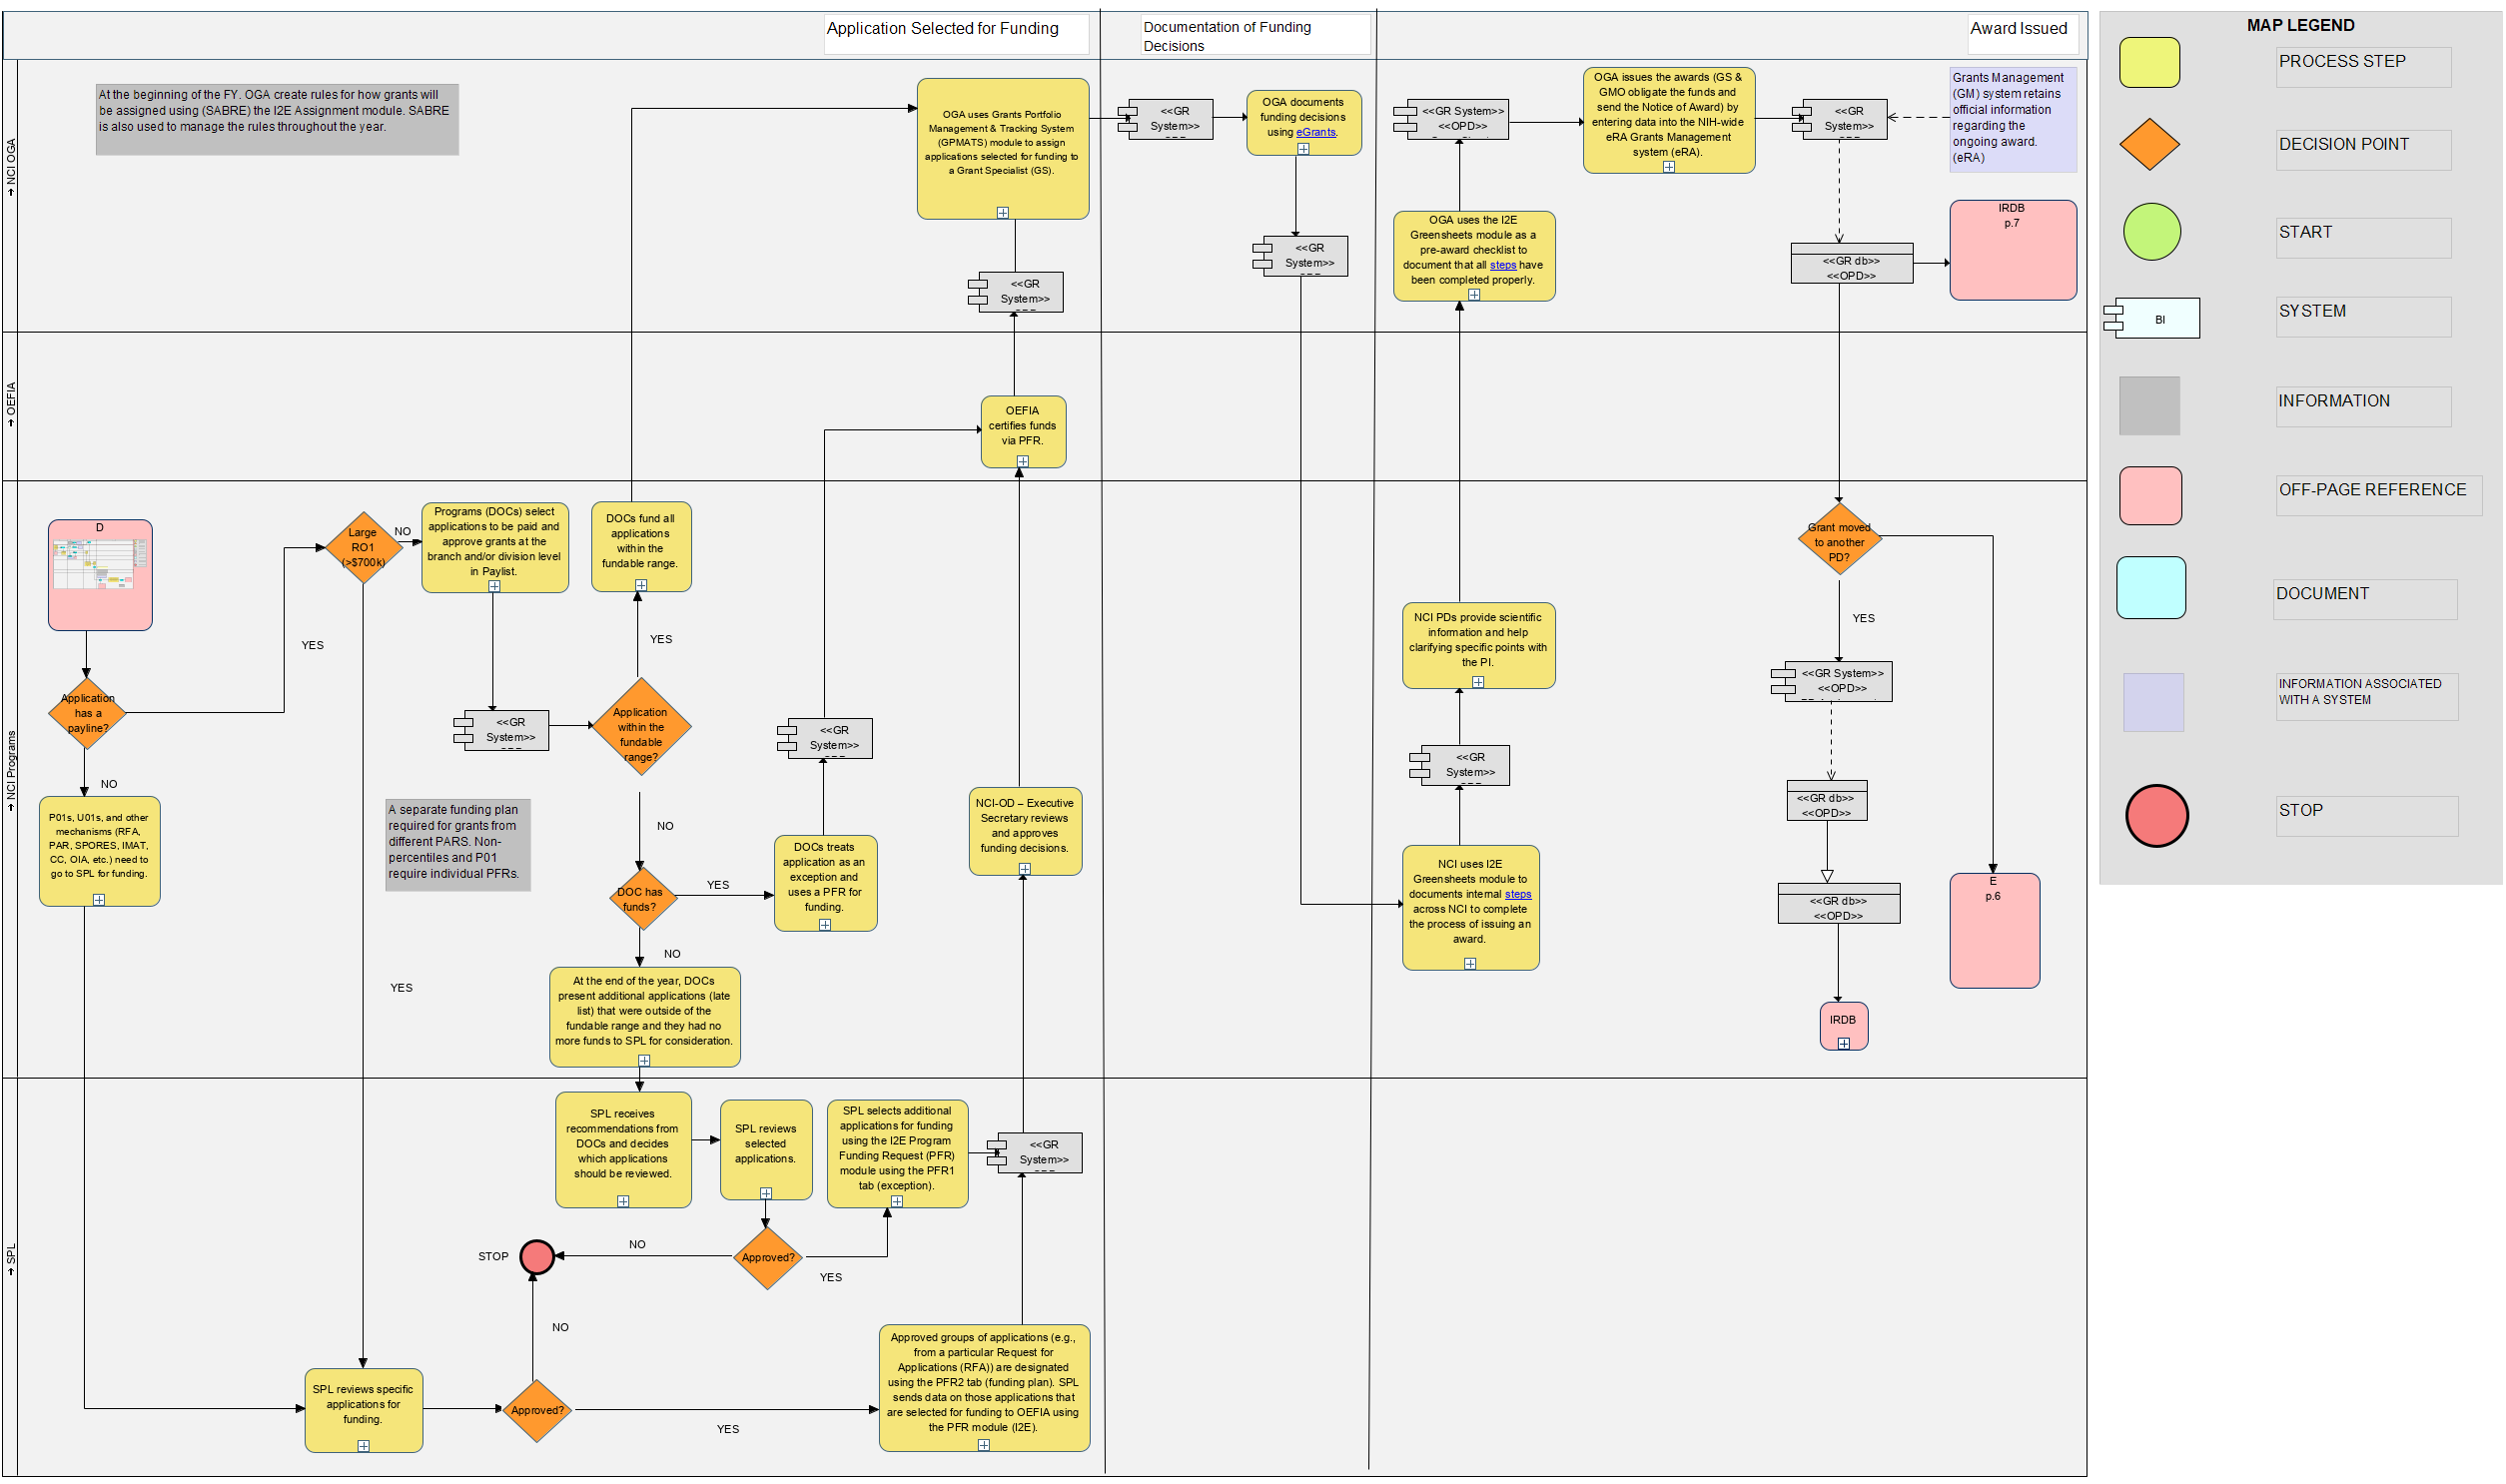 Application Selected for Funding
Documentation of Funding
Decisions
Award Issued
➔ NCI OGA
At the beginning of the FY. OGA create rules for how grants will
be assigned using (SABRE) the I2E Assignment module. SABRE
is also used to manage the rules throughout the year.
OGA uses Grants Portfolio
Management & Tracking System
(GPMATS) module to assign
applications selected for funding to
a Grant Specialist (GS).
<<GR
System>>
<<GR
System>>
OGA documents
funding decisions
using eGrants.
<<GR
System>>
<<GR System>>
<<OPD>>
OGA issues the awards (GS &
GMO obligate the funds and
send the Notice of Award) by
entering data into the NIH-wide
eRA Grants Management
system (eRA).
<<GR
System>>
Grants Management
(GM) system retains
official information
regarding the
ongoing award.
(eRA)
OGA uses the I2E
Greensheets module as a
pre-award checklist to
document that all steps have
been completed properly.
<<GR db>>
<<OPD>>
IRDB
p.7
➔ OEFIA
OEFIA
certifies funds
via PFR.
➔ NCI Programs
D
Application
has a
payline?
YES
NO
P01s, U01s, and other
mechanisms (RFA,
PAR, SPORES, IMAT,
CC, OIA, etc.) need to
go to SPL for funding.
Large
RO1
(>$700k)
NO
YES
Programs (DOCs) select
applications to be paid and
approve grants at the
branch and/or division level
in Paylist.
<<GR
System>>
DOCs fund all
applications
within the
fundable range.
YES
Application
within the
fundable
range?
NO
A separate funding plan
required for grants from
different PARS. Non-
percentiles and P01
require individual PFRs.
DOC has
funds?
YES
NO
DOCs treats
application as an
exception and
uses a PFR for
funding.
<<GR
System>>
At the end of the year, DOCs
present additional applications (late
list) that were outside of the
fundable range and they had no
more funds to SPL for consideration.
NCI-OD – Executive
Secretary reviews
and approves
funding decisions.
NCI PDs provide scientific
information and help
clarifying specific points with
the PI.
<<GR
System>>
NCI uses I2E
Greensheets module to
documents internal steps
across NCI to complete
the process of issuing an
award.
Grant moved
to another
PD?
YES
<<GR System>>
<<OPD>>
<<GR db>>
<<OPD>>
<<GR db>>
<<OPD>>
IRDB
E
p.6
➔ SPL
SPL receives
recommendations from
DOCs and decides
which applications
should be reviewed.
SPL reviews
selected
applications.
SPL selects additional
applications for funding
using the I2E Program
Funding Request (PFR)
module using the PFR1
tab (exception).
<<GR
System>>
Approved?
YES
NO
STOP
NO
SPL reviews specific
applications for
funding.
Approved?
YES
Approved groups of applications (e.g.,
from a particular Request for
Applications (RFA)) are designated
using the PFR2 tab (funding plan). SPL
sends data on those applications that
are selected for funding to OEFIA using
the PFR module (I2E).
MAP LEGEND
PROCESS STEP
DECISION POINT
START
BI
SYSTEM
INFORMATION
OFF-PAGE REFERENCE
DOCUMENT
INFORMATION ASSOCIATED
WITH A SYSTEM
STOP